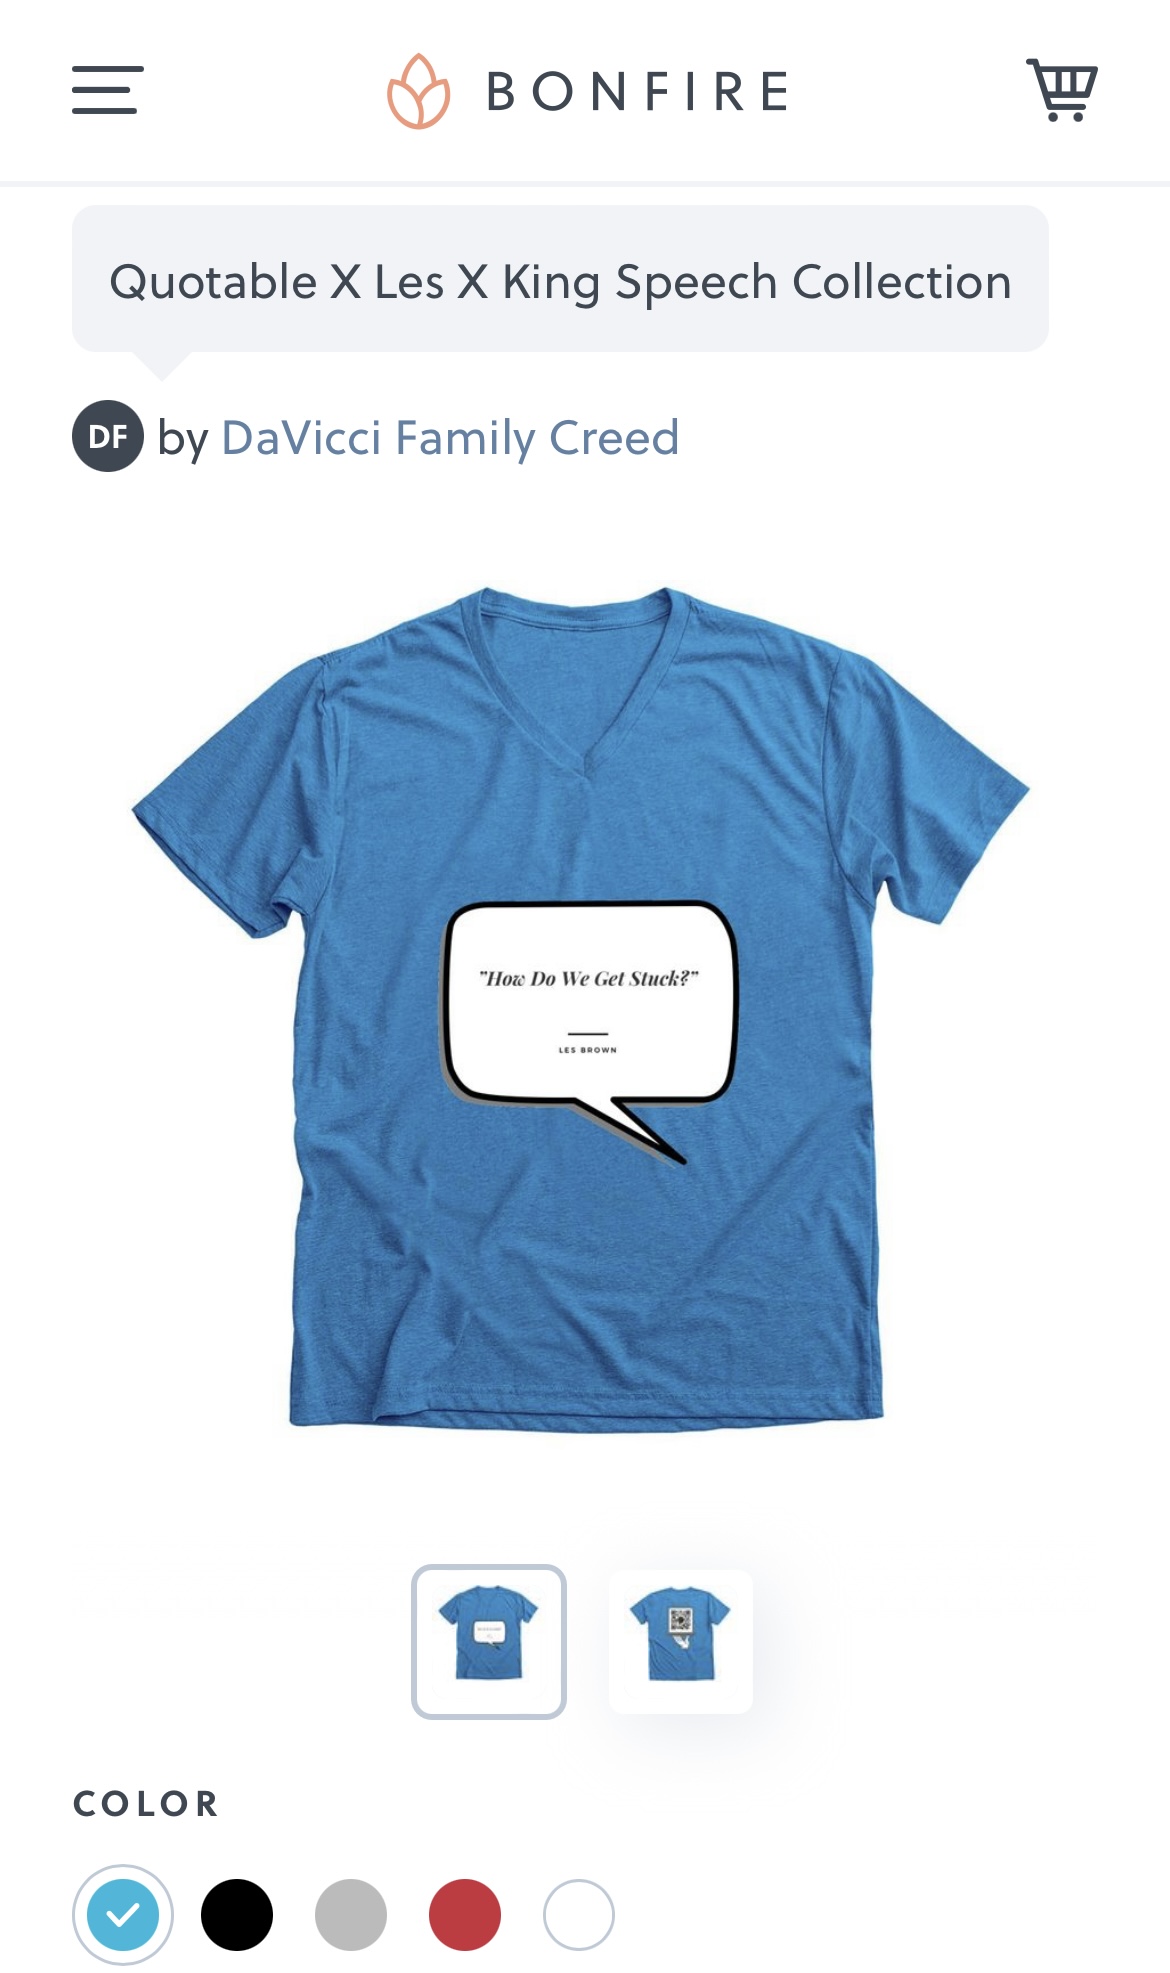 BONFIRE
Quotable X Les X King Speech Collection
DF by DaVicci Family Creed
"How Do We Get Stuck?"
LES BROWN
COLOR